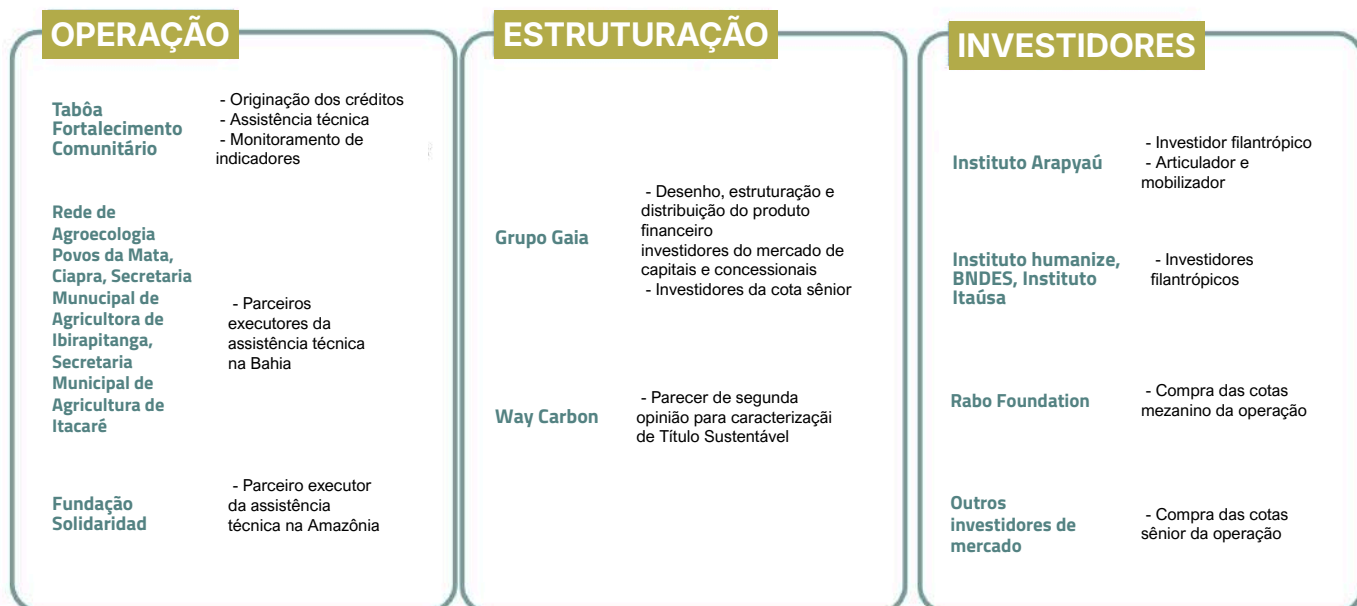 OPERAÇÃO
Tabôa
Fortalecimento
Comunitário
- Originação dos créditos
- Assistência técnica
- Monitoramento de
indicadores
Rede de
Agroecologia
Povos da Mata,
Ciapra, Secretaria
Munucipal de
Agricultora de
Ibirapitanga,
Secretaria
Municipal de
Agricultura de
Itacaré
- Parceiros
executores da
assistência técnica
na Bahia
Fundação
Solidaridad
- Parceiro executor
da assistência
técnica na Amazônia
ESTRUTURAÇÃO
Grupo Gaia
- Desenho, estruturação e
distribuição do produto
financeiro
investidores do mercado de
capitais e concessionais
- Investidores da cota sênior
Way Carbon
- Parecer de segunda
opinião para caracterizaçãi
de Título Sustentável
INVESTIDORES
Instituto Arapyaú
- Investidor filantrópico
- Articulador e
mobilizador
Instituto humanize,
BNDES, Instituto
Itaúsa
- Investidores
filantrópicos
Rabo Foundation
- Compra das cotas
mezanino da operação
Outros
investidores de
mercado
- Compra das cotas
sênior da operação